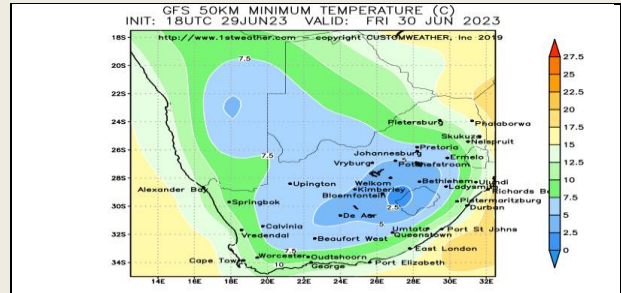 GFS 50KM MINIMUM TEMPERATURE (C)
INIT: 18UTC 29JUN23 VALID: FRI 30 JUN 2023
http://www.1stweather.com — copyright CUSTOMWEATHER, Inc 2019
18S
20S
22S
24S
26S
28S
30S
32S
34S
14E 16E 18E 20E 22E 24E 26E 28E 30E 32E
7.5
7.5
7.5
2.5
5
5
10
Pietersburg
Phalaborwa
Skukuza
Nelspruit
Pretoria
Johannesburg
Ermelo
Vryburg
Potchefstroom
Welkom
Bethlehem
Ulundi
Upington
Kimberley
Ladysmith
Alexander Bay
Bloemfontein
Richards B
Springbok
Pietermaritzburg
De Aar
Durban
Calvinia
Umtata
Port St Johns
Vredendal
Beaufort West
Queenstown
East London
Cape Town
Worcester
Oudtshoorn
George
Port Elizabeth
27.5
25
22.5
20
17.5
15
12.5
10
7.5
5
2.5
0